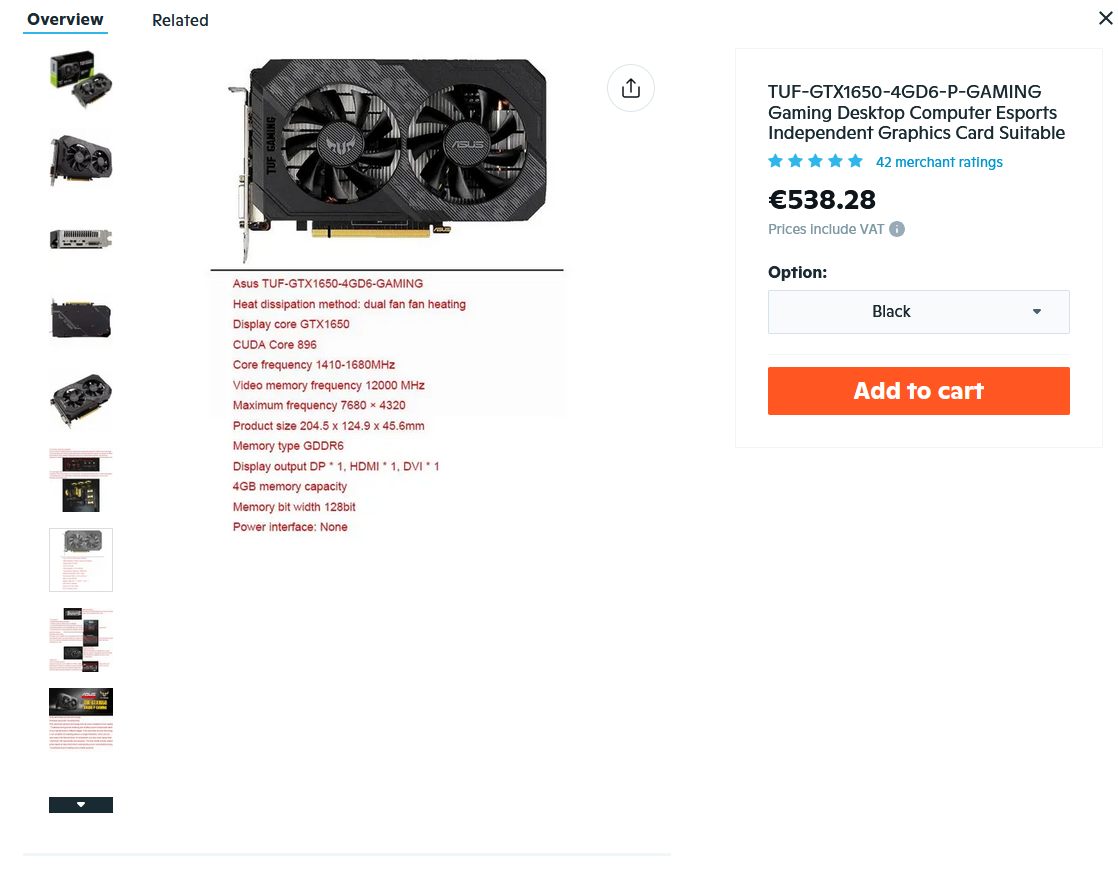 Overview
Related
TUF GAMING
TUF
ASUS
ASUS
Asus TUF-GTX1650-4GD6-GAMING
Heat dissipation method: dual fan fan heating
Display core GTX1650
CUDA Core 896
Core frequency 1410-1680MHz
Video memory frequency 12000 MHz
Maximum frequency 7680 × 4320
Product size 204.5 x 124.9 x 45.6mm
Memory type GDDR6
Display output DP * 1, HDMI * 1, DVI * 1
4GB memory capacity
Memory bit width 128bit
Power interface: None
TUF-GTX1650-4GD6-P-GAMING
Gaming Desktop Computer Esports
Independent Graphics Card Suitable
42 merchant ratings
€538.28
Prices include VAT
Option:
Black
Add to cart